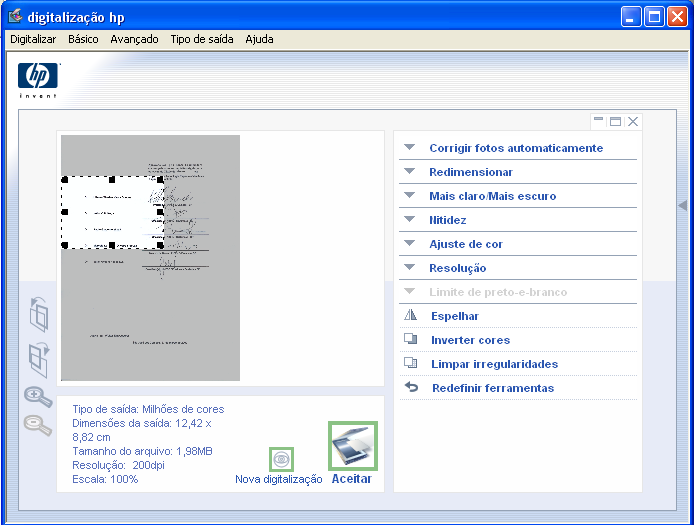 digitalização hp
Digitalizar Básico Avançado Tipo de saída Ajuda
hp
invent
Corrigir fotos automaticamente
Redimensionar
Mais claro/Mais escuro
Nitidez
Ajuste de cor
Resolução
Limite de preto-e-branco
Espelhar
Inverter cores
Limpar irregularidades
Redefinir ferramentas
Tipo de saída: Milhões de cores
Dimensões da saída: 12,42 x
8,82 cm
Tamanho do arquivo: 1,98MB
Resolução: 200dpi
Escala: 100%
Nova digitalização
Aceitar